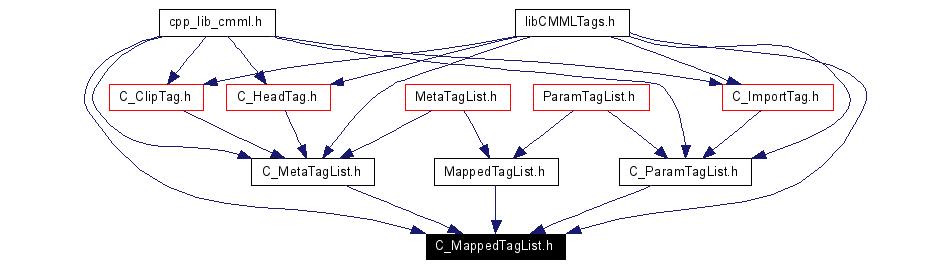 cpp_lib_cmml.h
libCMMLTags.h
C_ClipTag.h
C_HeadTag.h
MetaTagList.h
ParamTagList.h
C_ImportTag.h
C_MetaTagList.h
MappedTagList.h
C_ParamTagList.h
C_MappedTagList.h